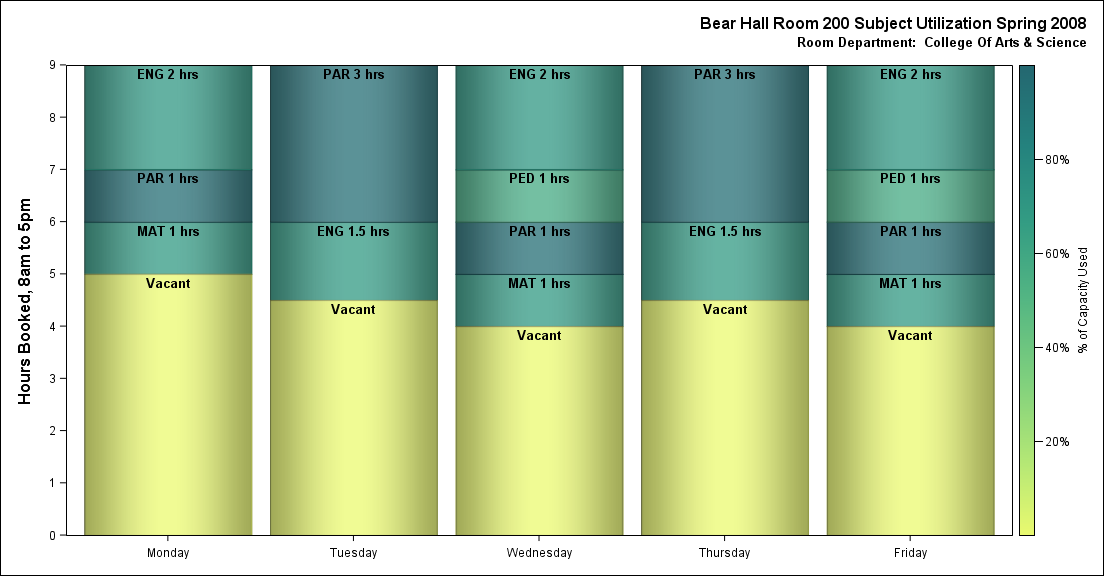 Bear Hall Room 200 Subject Utilization Spring 2008
Room Department:  College Of Arts & Science
Hours Booked, 8am to 5pm
9
8
7
6
5
4
3
2
1
0
ENG 2 hrs
PAR 1 hrs
MAT 1 hrs
Vacant
PAR 3 hrs
ENG 1.5 hrs
Vacant
ENG 2 hrs
PED 1 hrs
PAR 1 hrs
MAT 1 hrs
Vacant
PAR 3 hrs
ENG 1.5 hrs
Vacant
ENG 2 hrs
PED 1 hrs
PAR 1 hrs
MAT 1 hrs
Vacant
Monday
Tuesday
Wednesday
Thursday
Friday
80%
60%
40%
20%
% of Capacity Used